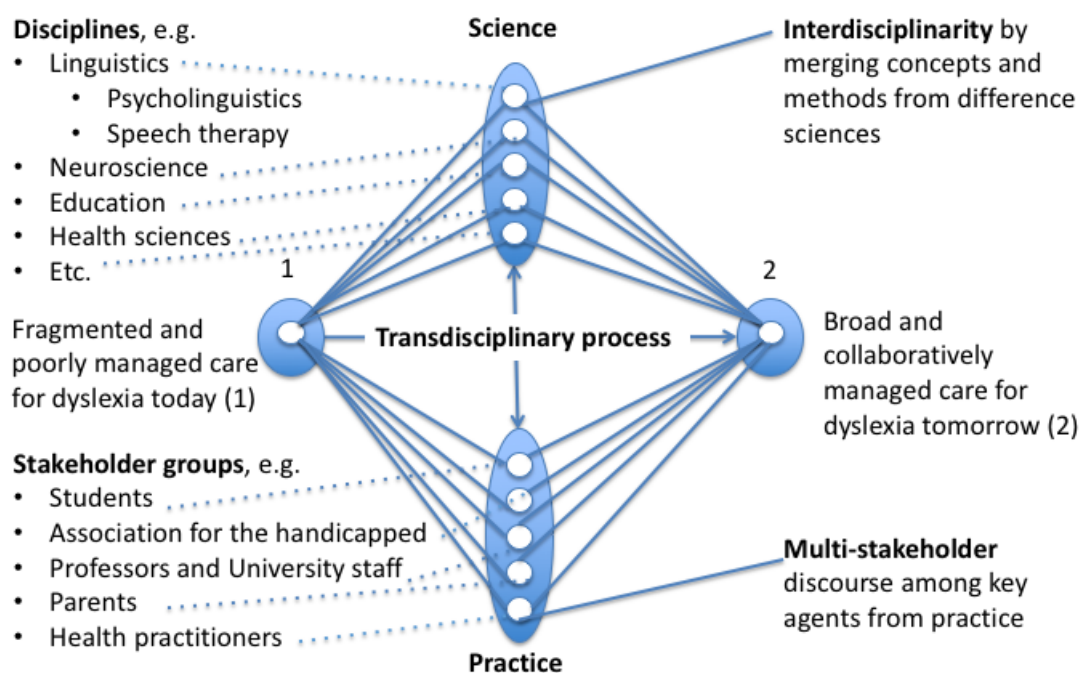 Disciplines, e.g.
• Linguistics
• Psycholinguistics
• Speech therapy
• Neuroscience
• Education
• Health sciences
• Etc.
Science
Interdisciplinarity by
merging concepts and
methods from difference
sciences
1
2
Fragmented and
poorly managed care
for dyslexia today (1)
Transdisciplinary process
Broad and
collaboratively
managed care for
dyslexia tomorrow (2)
Stakeholder groups, e.g.
• Students
• Association for the handicapped
• Professors and University staff
• Parents
• Health practitioners
Multi-stakeholder
discourse among key
agents from practice
Practice